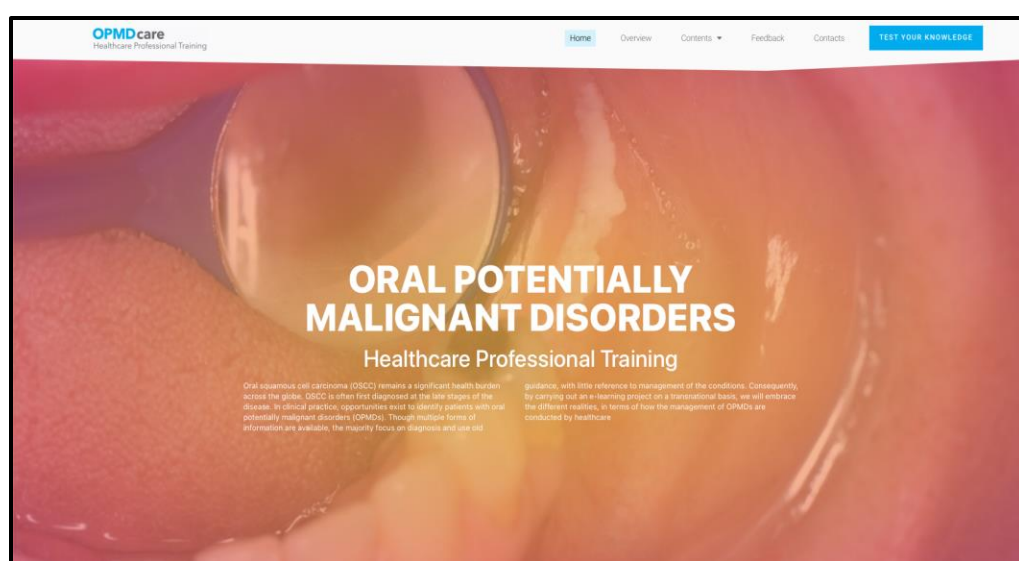 OPMDcare
Healthcare Professional Training
Home
Overview
Contents
Feedback
Contacts
TEST YOUR KNOWLEDGE
ORAL POTENTIALLY
MALIGNANT DISORDERS
Healthcare Professional Training
Oral squamous cell carcinoma (OSCC) remains a significant health burden
across the globe. OSCC is often first diagnosed at the late stages of the
disease. In clinical practice, opportunities exist to identify patients with oral
potentially malignant disorders (OPMDs). Though multiple forms of
information are available, the majority focus on diagnosis and use old
guidance, with little reference to management of the conditions. Consequently,
by carrying out an e-learning project on a transnational basis, we will embrace
the different realities, in terms of how the management of OPMDs are
conducted by healthcare